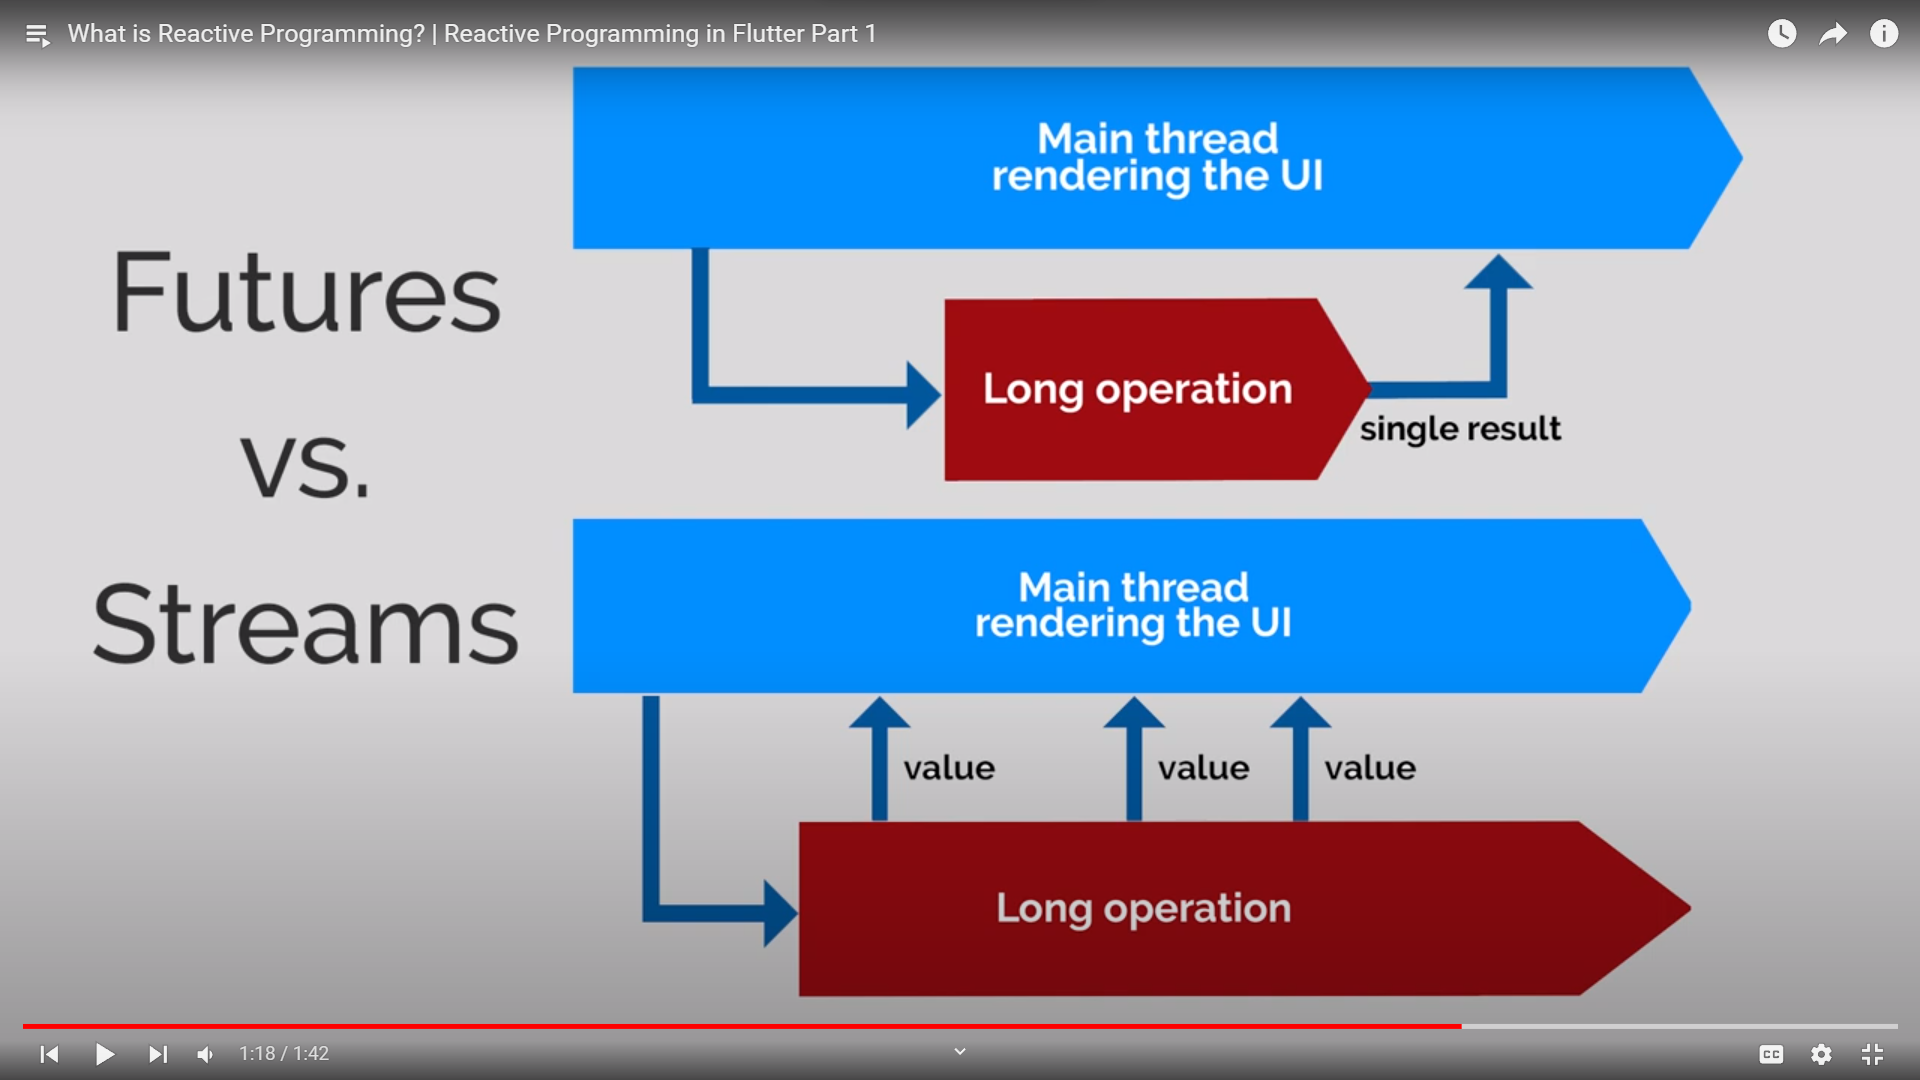 What is Reactive Programming? | Reactive Programming in Flutter Part 1
Futures
vs.
Streams
Main thread
rendering the UI
Long operation
single result
Main thread
rendering the UI
value
value
value
Long operation
1:18 / 1:42
CC